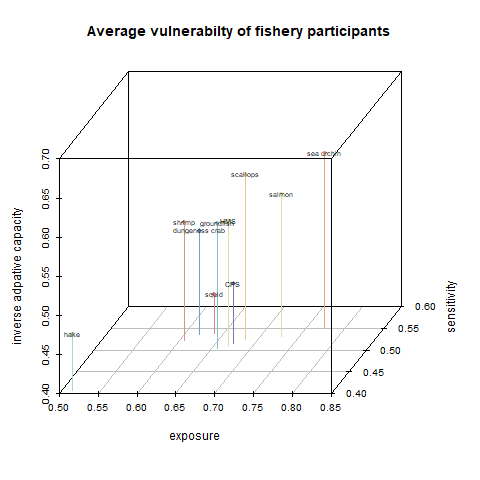 Average vulnerabilty of fishery participants
sea urchin
scallops
salmon
shrimp
groundfish
HMS
dungeness crab
CPS
squid
hake
inverse adpative capacity
0.40
0.45
0.50
0.55
0.60
0.65
0.70
0.50
0.55
0.60
0.65
0.70
0.75
0.80
0.85
exposure
0.40
0.45
0.50
0.55
0.60
sensitivity